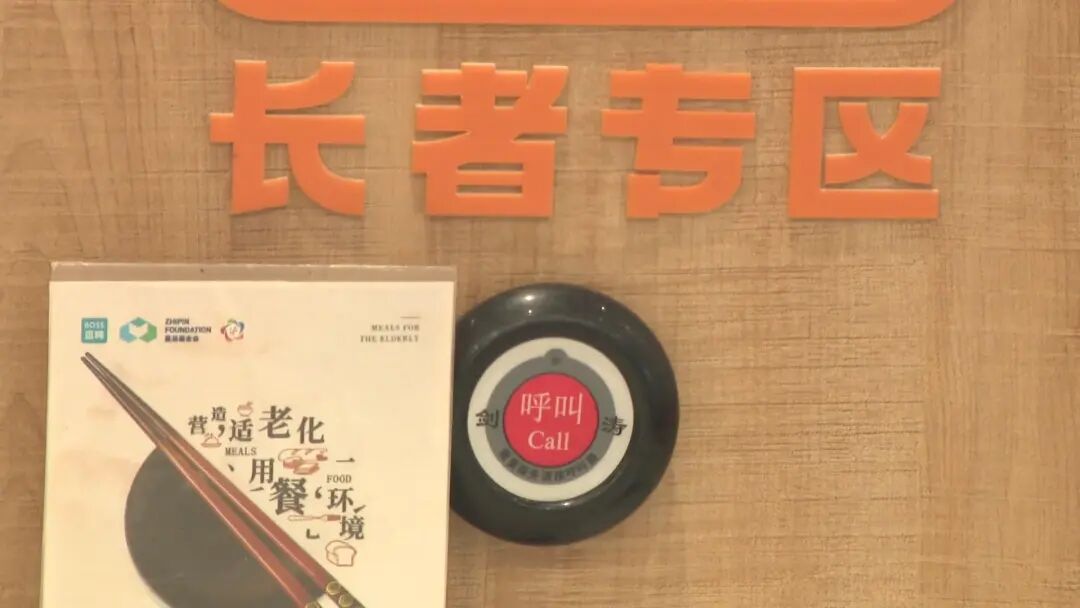 长者专区
BOSS
直聘
ZHIPIN
FOUNDATION
MEALS FOR
THE ELDERLY
营造适老化
MEALS
用餐环境
FOOD
剑涛
呼叫
Call